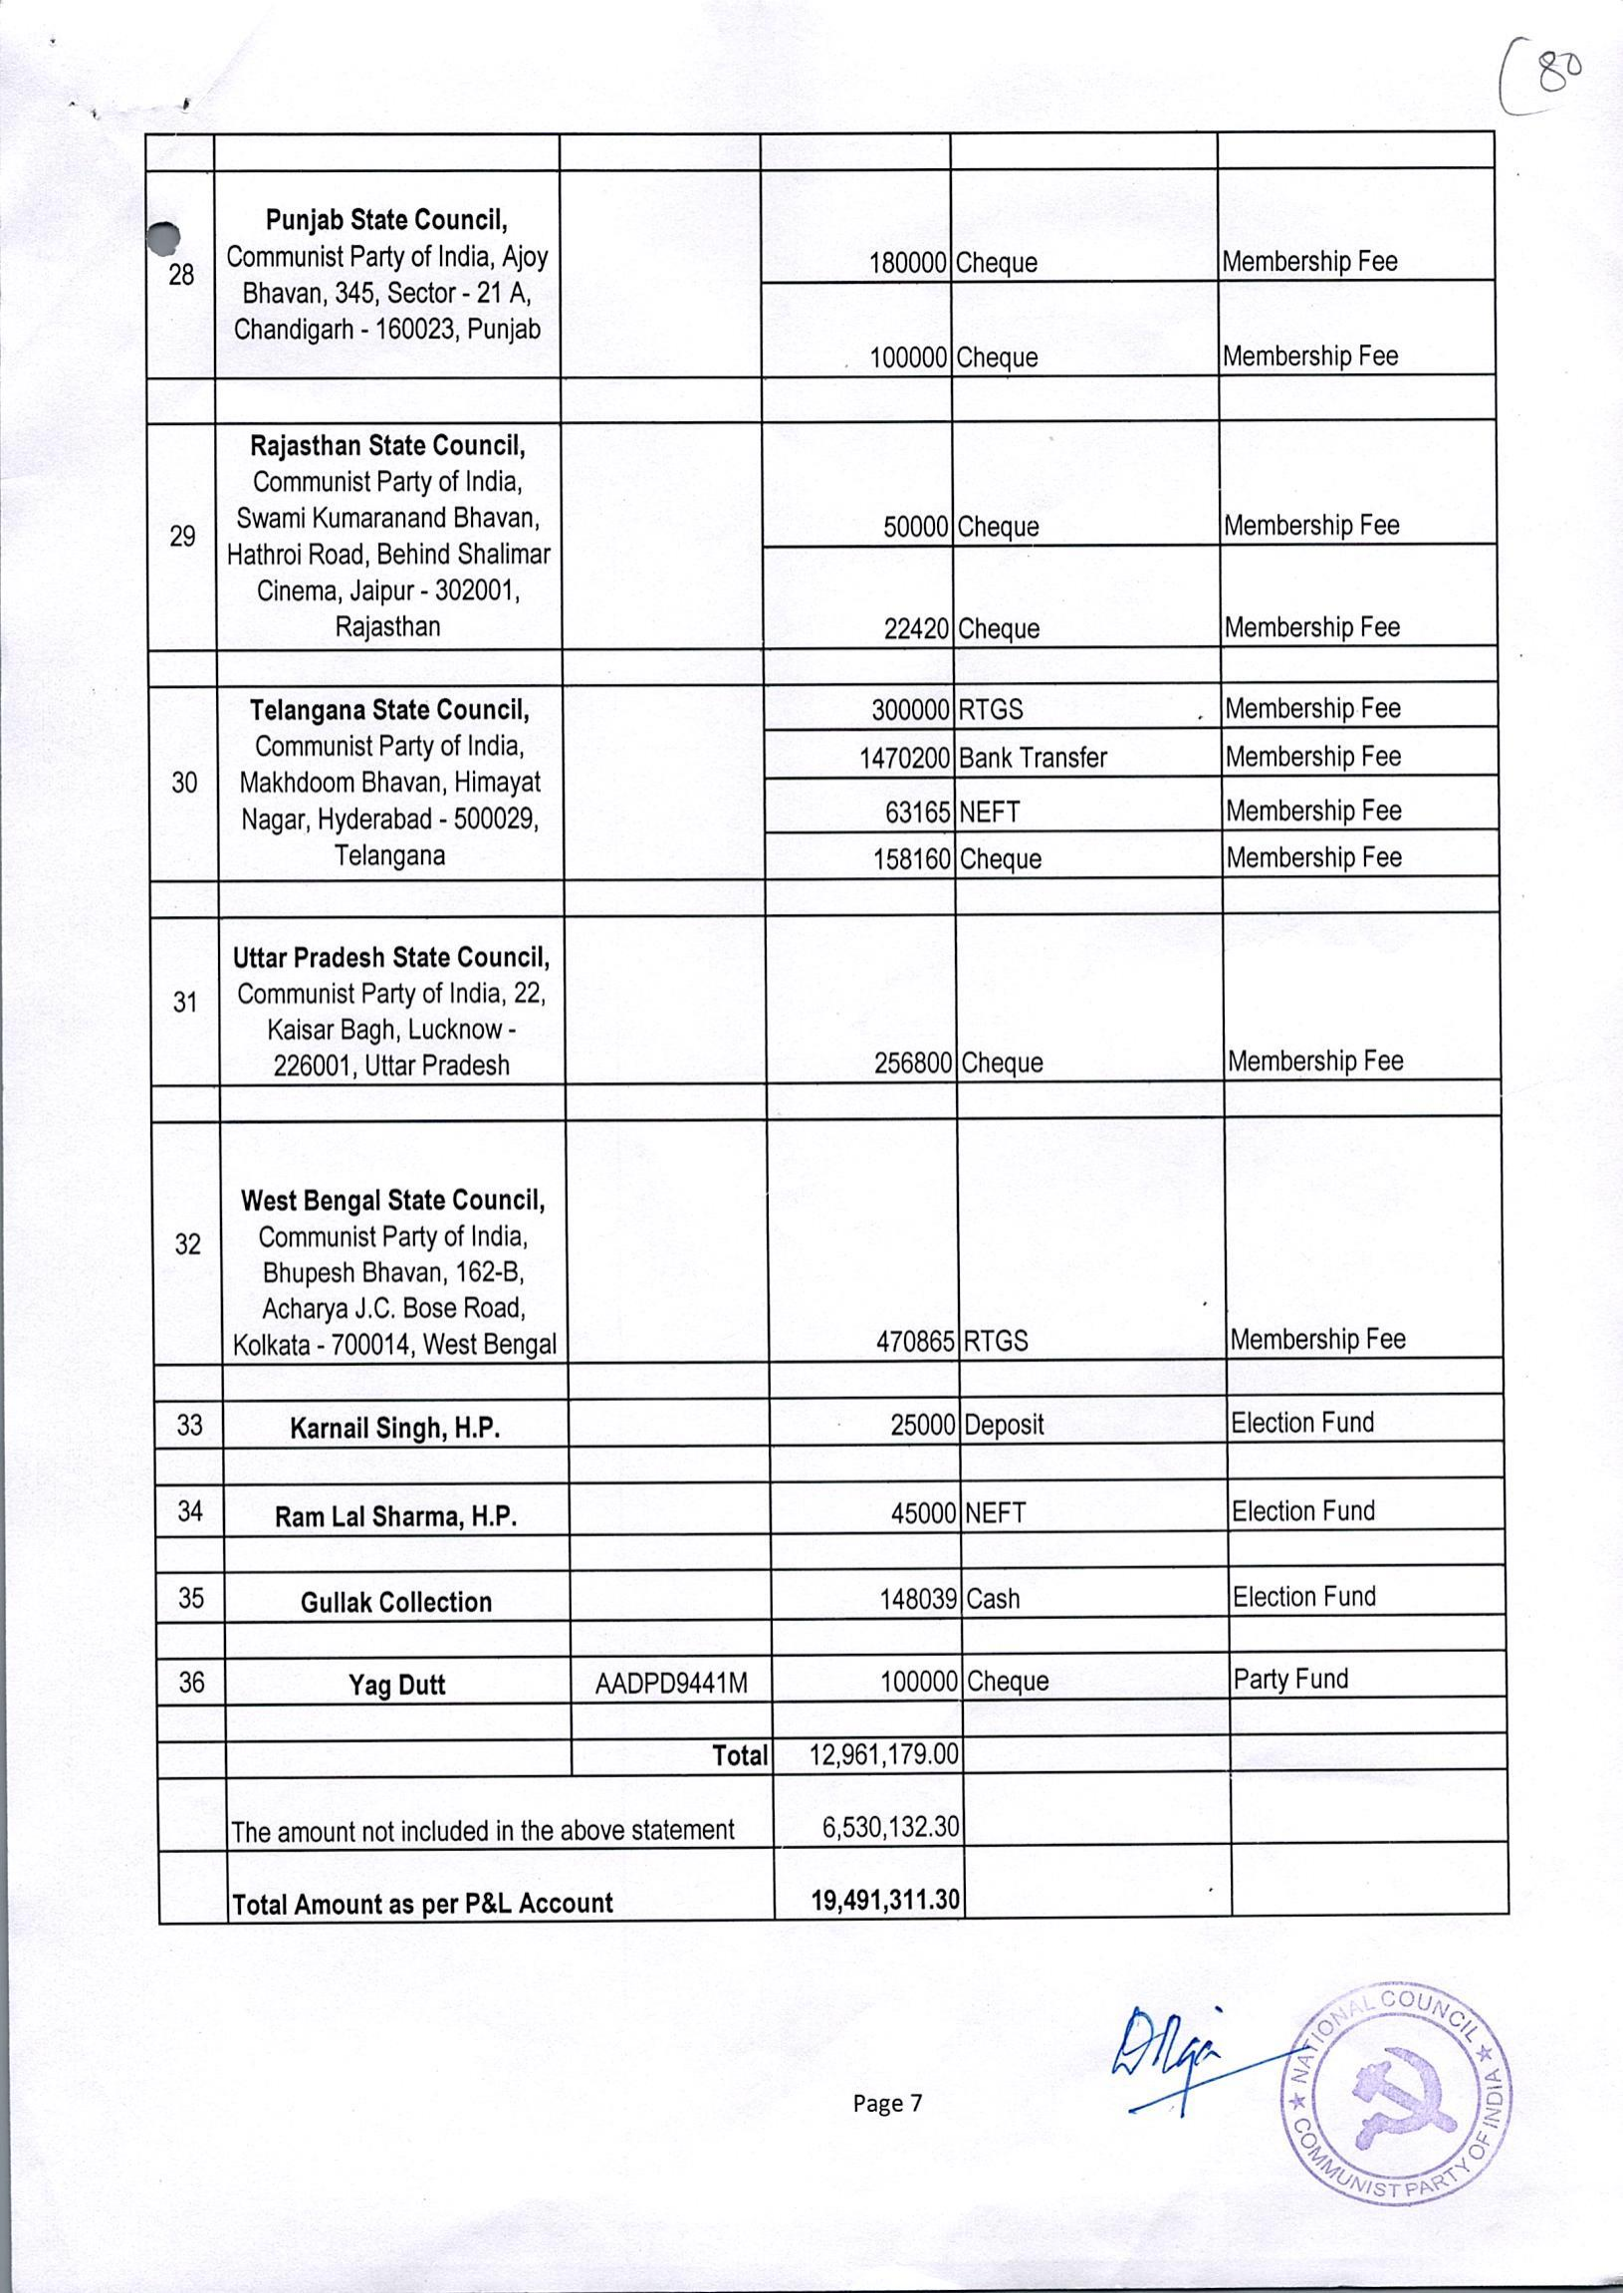 80
28
Punjab State Council,
Communist Party of India, Ajoy
Bhavan, 345, Sector - 21 A,
Chandigarh - 160023, Punjab
180000 Cheque Membership Fee
100000 Cheque Membership Fee
29
Rajasthan State Council,
Communist Party of India,
Swami Kumaranand Bhavan,
Hathroi Road, Behind Shalimar
Cinema, Jaipur - 302001,
Rajasthan
50000 Cheque Membership Fee
22420 Cheque Membership Fee
30
Telangana State Council,
Communist Party of India,
Makhdoom Bhavan, Himayat
Nagar, Hyderabad - 500029,
Telangana
300000 RTGS Membership Fee
1470200 Bank Transfer Membership Fee
63165 NEFT Membership Fee
158160 Cheque Membership Fee
31
Uttar Pradesh State Council,
Communist Party of India, 22,
Kaisar Bagh, Lucknow -
226001, Uttar Pradesh
256800 Cheque Membership Fee
32
West Bengal State Council,
Communist Party of India,
Bhupesh Bhavan, 162-B,
Acharya J.C. Bose Road,
Kolkata - 700014, West Bengal
470865 RTGS Membership Fee
33 Karnail Singh, H.P. 25000 Deposit Election Fund
34 Ram Lal Sharma, H.P. 45000 NEFT Election Fund
35 Gullak Collection 148039 Cash Election Fund
36 Yag Dutt AADPD9441M 100000 Cheque Party Fund
Total 12,961,179.00
The amount not included in the above statement 6,530,132.30
Total Amount as per P&L Account 19,491,311.30
Page 7
NATIONAL COUNCIL
COMMUNIST PARTY OF INDIA